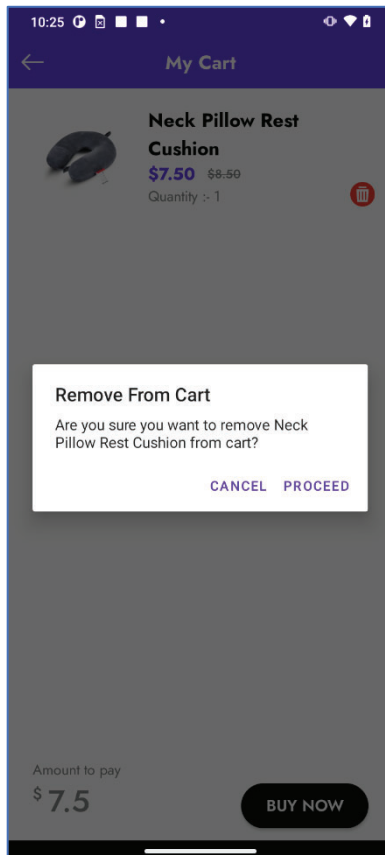 10:25
My Cart
Neck Pillow Rest
Cushion
$7.50 $8.50
Quantity :- 1
Remove From Cart
Are you sure you want to remove Neck
Pillow Rest Cushion from cart?
CANCEL PROCEED
Amount to pay
$ 7.5
BUY NOW